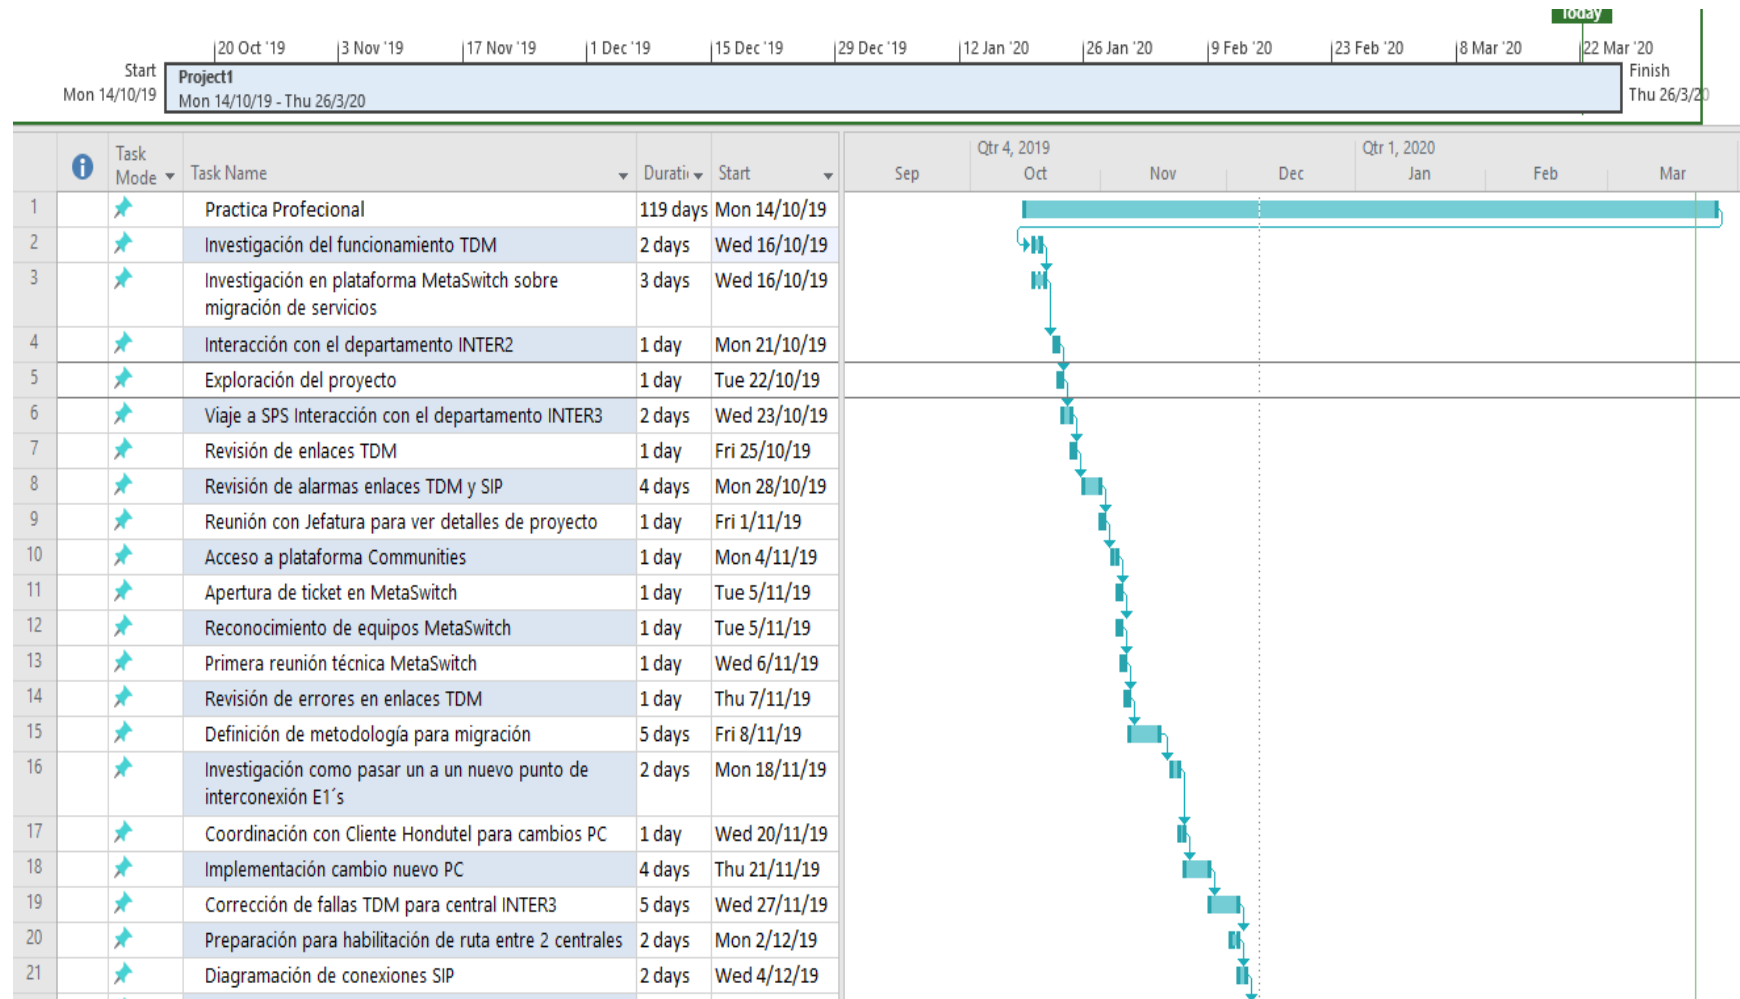 Today
20 Oct '19 3 Nov '19 17 Nov '19 1 Dec '19 15 Dec '19 29 Dec '19 12 Jan '20 26 Jan '20 9 Feb '20 23 Feb '20 8 Mar '20 22 Mar '20
Start
Mon 14/10/19
Project1
Mon 14/10/19 - Thu 26/3/20
Finish
Thu 26/3/20
Task Mode Task Name Durati Start
Qtr 4, 2019 Qtr 1, 2020
Sep Oct Nov Dec Jan Feb Mar
1 Practica Profecional 119 days Mon 14/10/19
2 Investigación del funcionamiento TDM 2 days Wed 16/10/19
3 Investigación en plataforma MetaSwitch sobre 3 days Wed 16/10/19
migración de servicios
4 Interacción con el departamento INTER2 1 day Mon 21/10/19
5 Exploración del proyecto 1 day Tue 22/10/19
6 Viaje a SPS Interacción con el departamento INTER3 2 days Wed 23/10/19
7 Revisión de enlaces TDM 1 day Fri 25/10/19
8 Revisión de alarmas enlaces TDM y SIP 4 days Mon 28/10/19
9 Reunión con Jefatura para ver detalles de proyecto 1 day Fri 1/11/19
10 Acceso a plataforma Communities 1 day Mon 4/11/19
11 Apertura de ticket en MetaSwitch 1 day Tue 5/11/19
12 Reconocimiento de equipos MetaSwitch 1 day Tue 5/11/19
13 Primera reunión técnica MetaSwitch 1 day Wed 6/11/19
14 Revisión de errores en enlaces TDM 1 day Thu 7/11/19
15 Definición de metodología para migración 5 days Fri 8/11/19
16 Investigación como pasar un a un nuevo punto de 2 days Mon 18/11/19
interconexión E1´s
17 Coordinación con Cliente Hondutel para cambios PC 1 day Wed 20/11/19
18 Implementación cambio nuevo PC 4 days Thu 21/11/19
19 Corrección de fallas TDM para central INTER3 5 days Wed 27/11/19
20 Preparación para habilitación de ruta entre 2 centrales 2 days Mon 2/12/19
21 Diagramación de conexiones SIP 2 days Wed 4/12/19